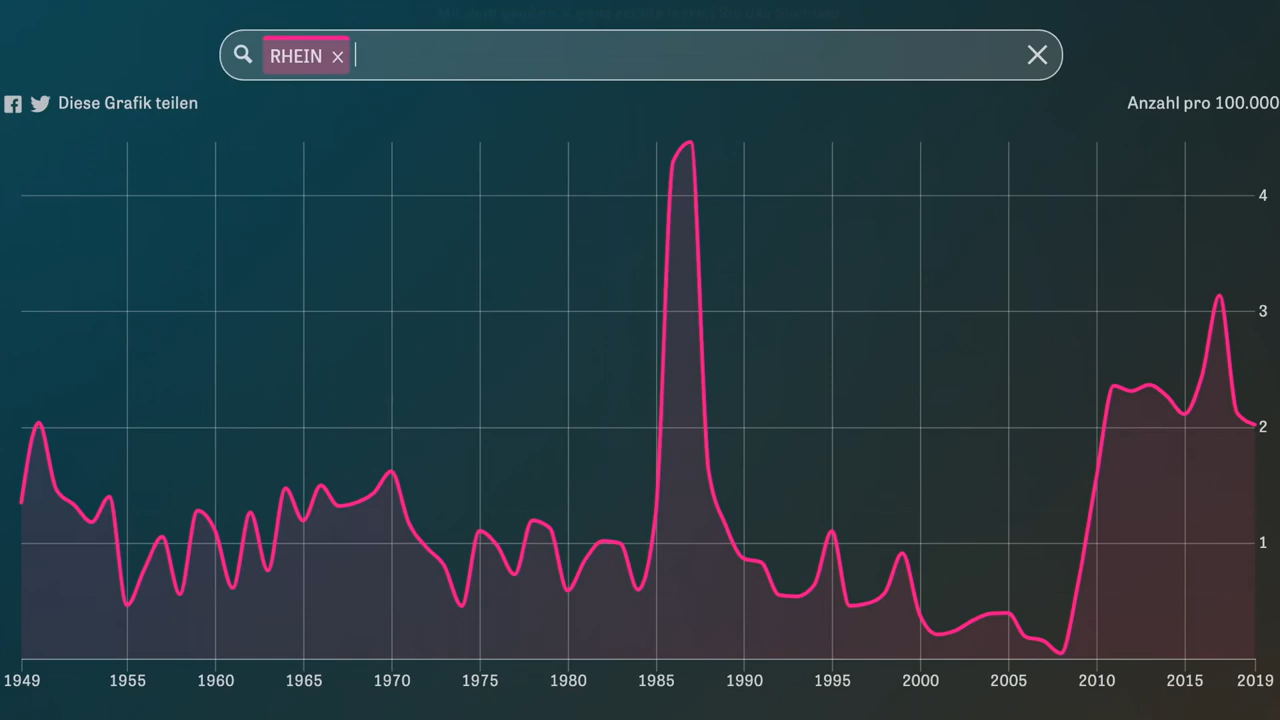 RHEIN ×
Diese Grafik teilen
Anzahl pro 100.000
4
3
2
1
1949 1955 1960 1965 1970 1975 1980 1985 1990 1995 2000 2005 2010 2015 2019